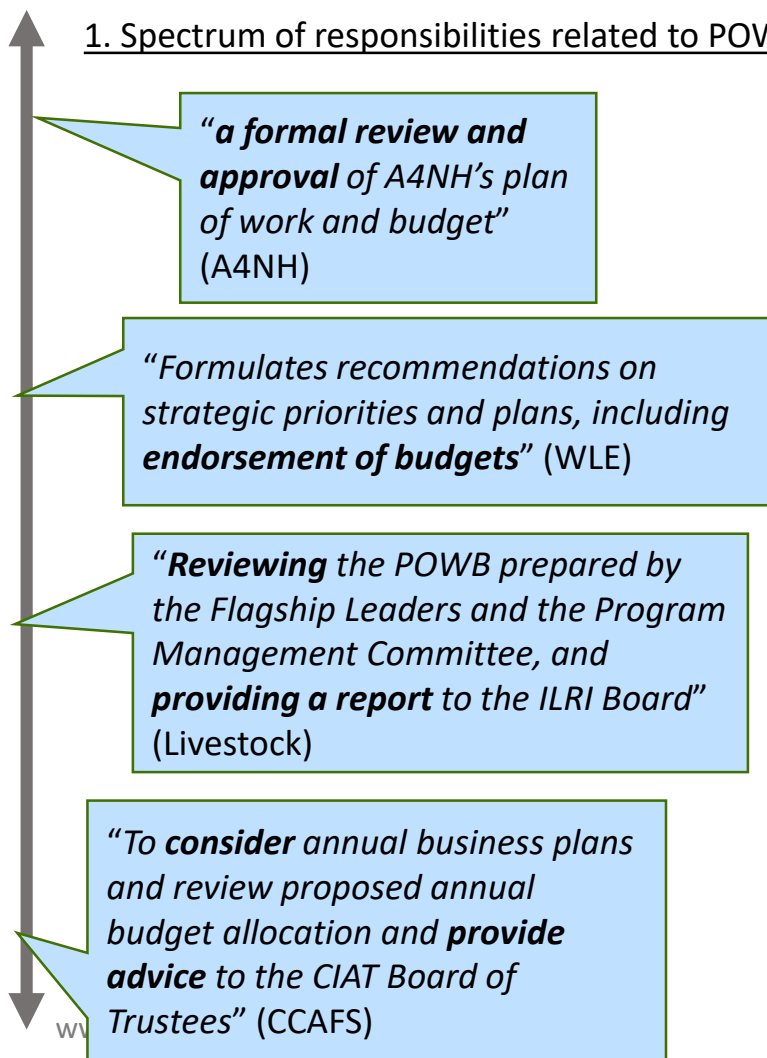 1. Spectrum of responsibilities related to POW
“a formal review and
approval of A4NH’s plan
of work and budget”
(A4NH)
“Formulates recommendations on
strategic priorities and plans, including
endorsement of budgets” (WLE)
“Reviewing the POWB prepared by
the Flagship Leaders and the Program
Management Committee, and
providing a report to the ILRI Board”
(Livestock)
“To consider annual business plans
and review proposed annual
budget allocation and provide
advice to the CIAT Board of
Trustees” (CCAFS)